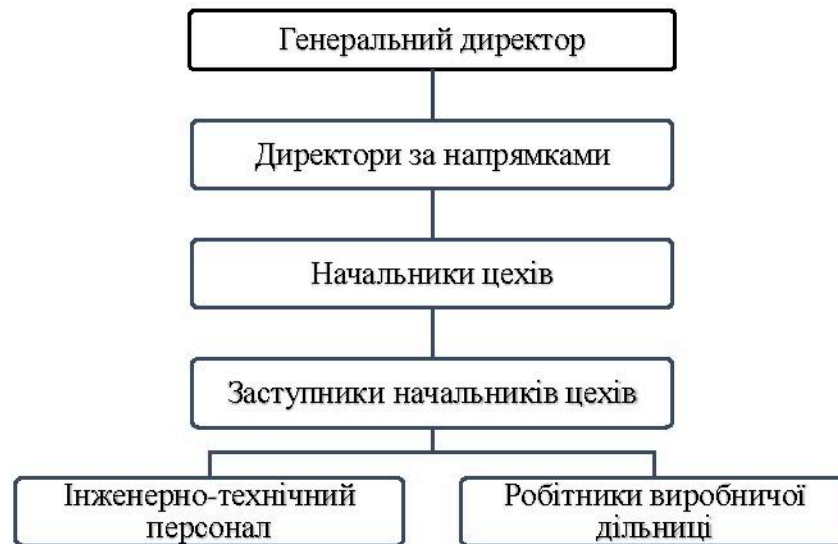 Генеральний директор
Директори за напрямками
Начальники цехів
Заступники начальників цехів
Інженерно-технічний
персонал
Робітники виробничої
дільниці